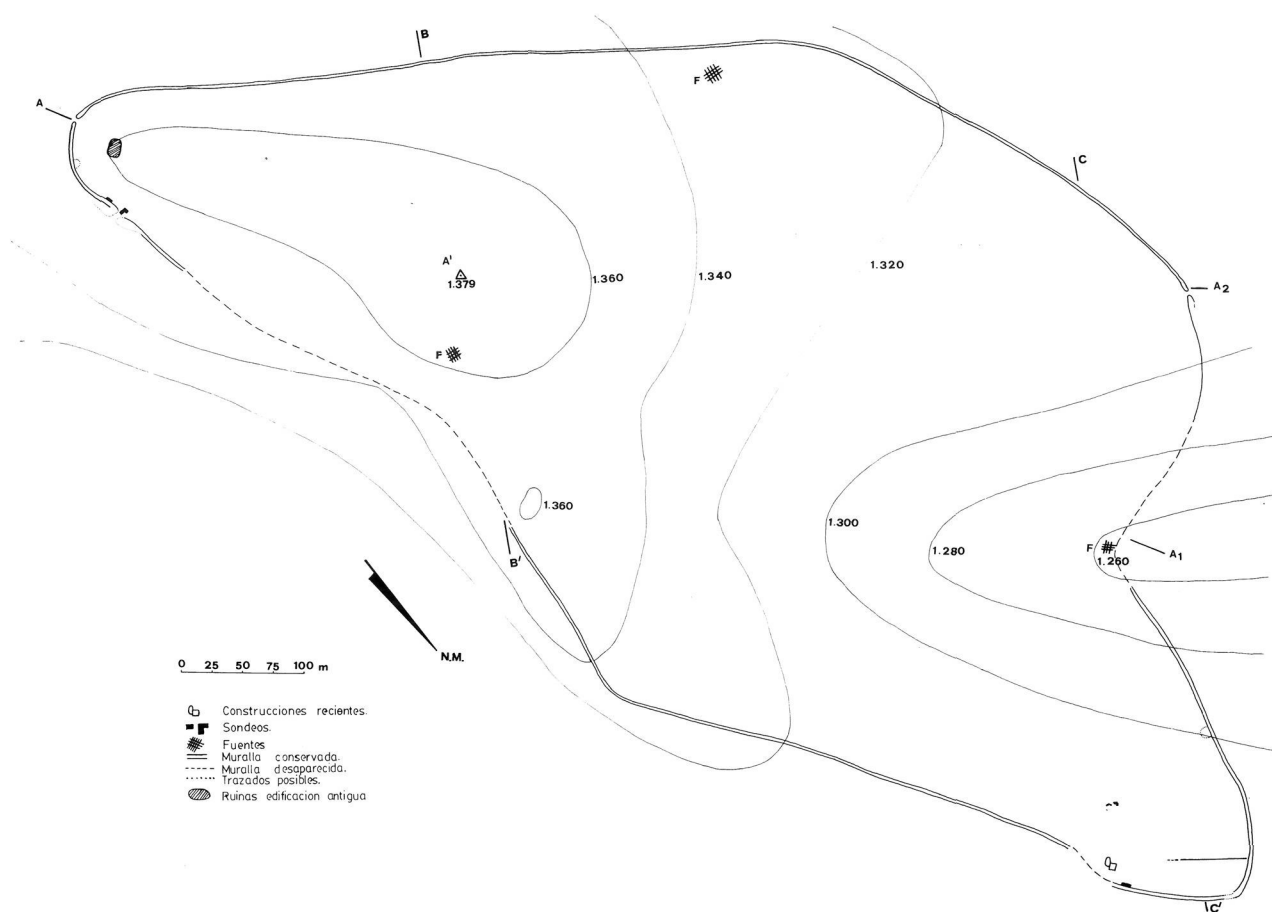 B
F
A
C
A'
1.379
1.360
1.340
1.320
A2
F
1.360
1.300
B'
1.280
F
1.260
A1
N.M.
0 25 50 75 100 m
Construcciones recientes.
Sondeos.
Fuentes
Muralla conservada.
Muralla desaparecida.
Trazados posibles.
Ruinas edificacion antigua
C'